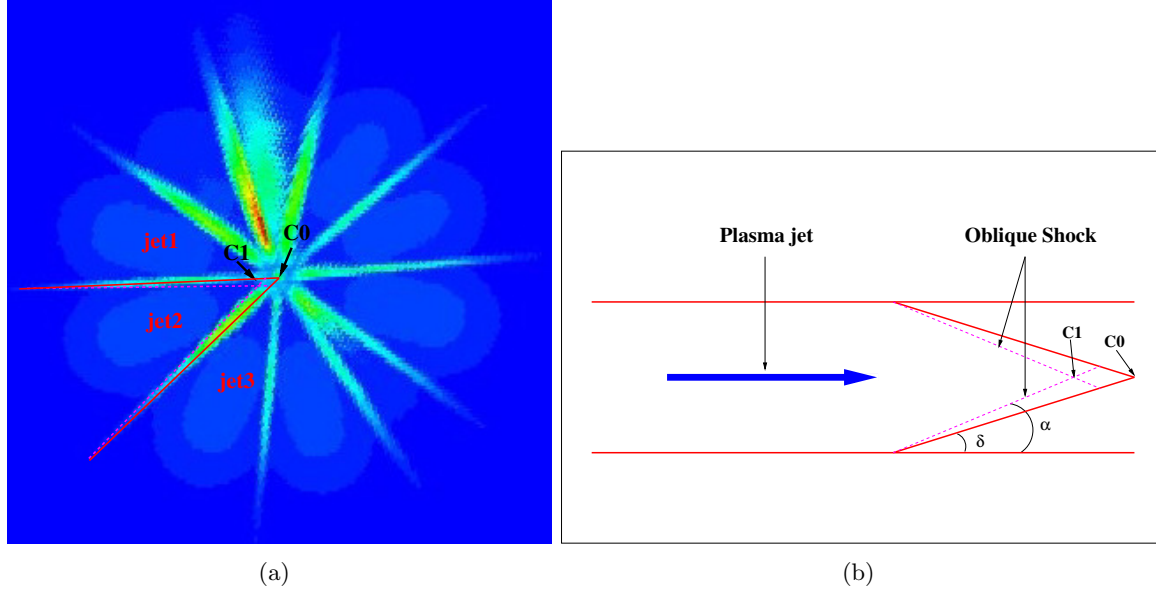 C0
C1
jet1
jet2
jet3
(a)
Plasma jet
Oblique Shock
C1
C0
α
δ
(b)